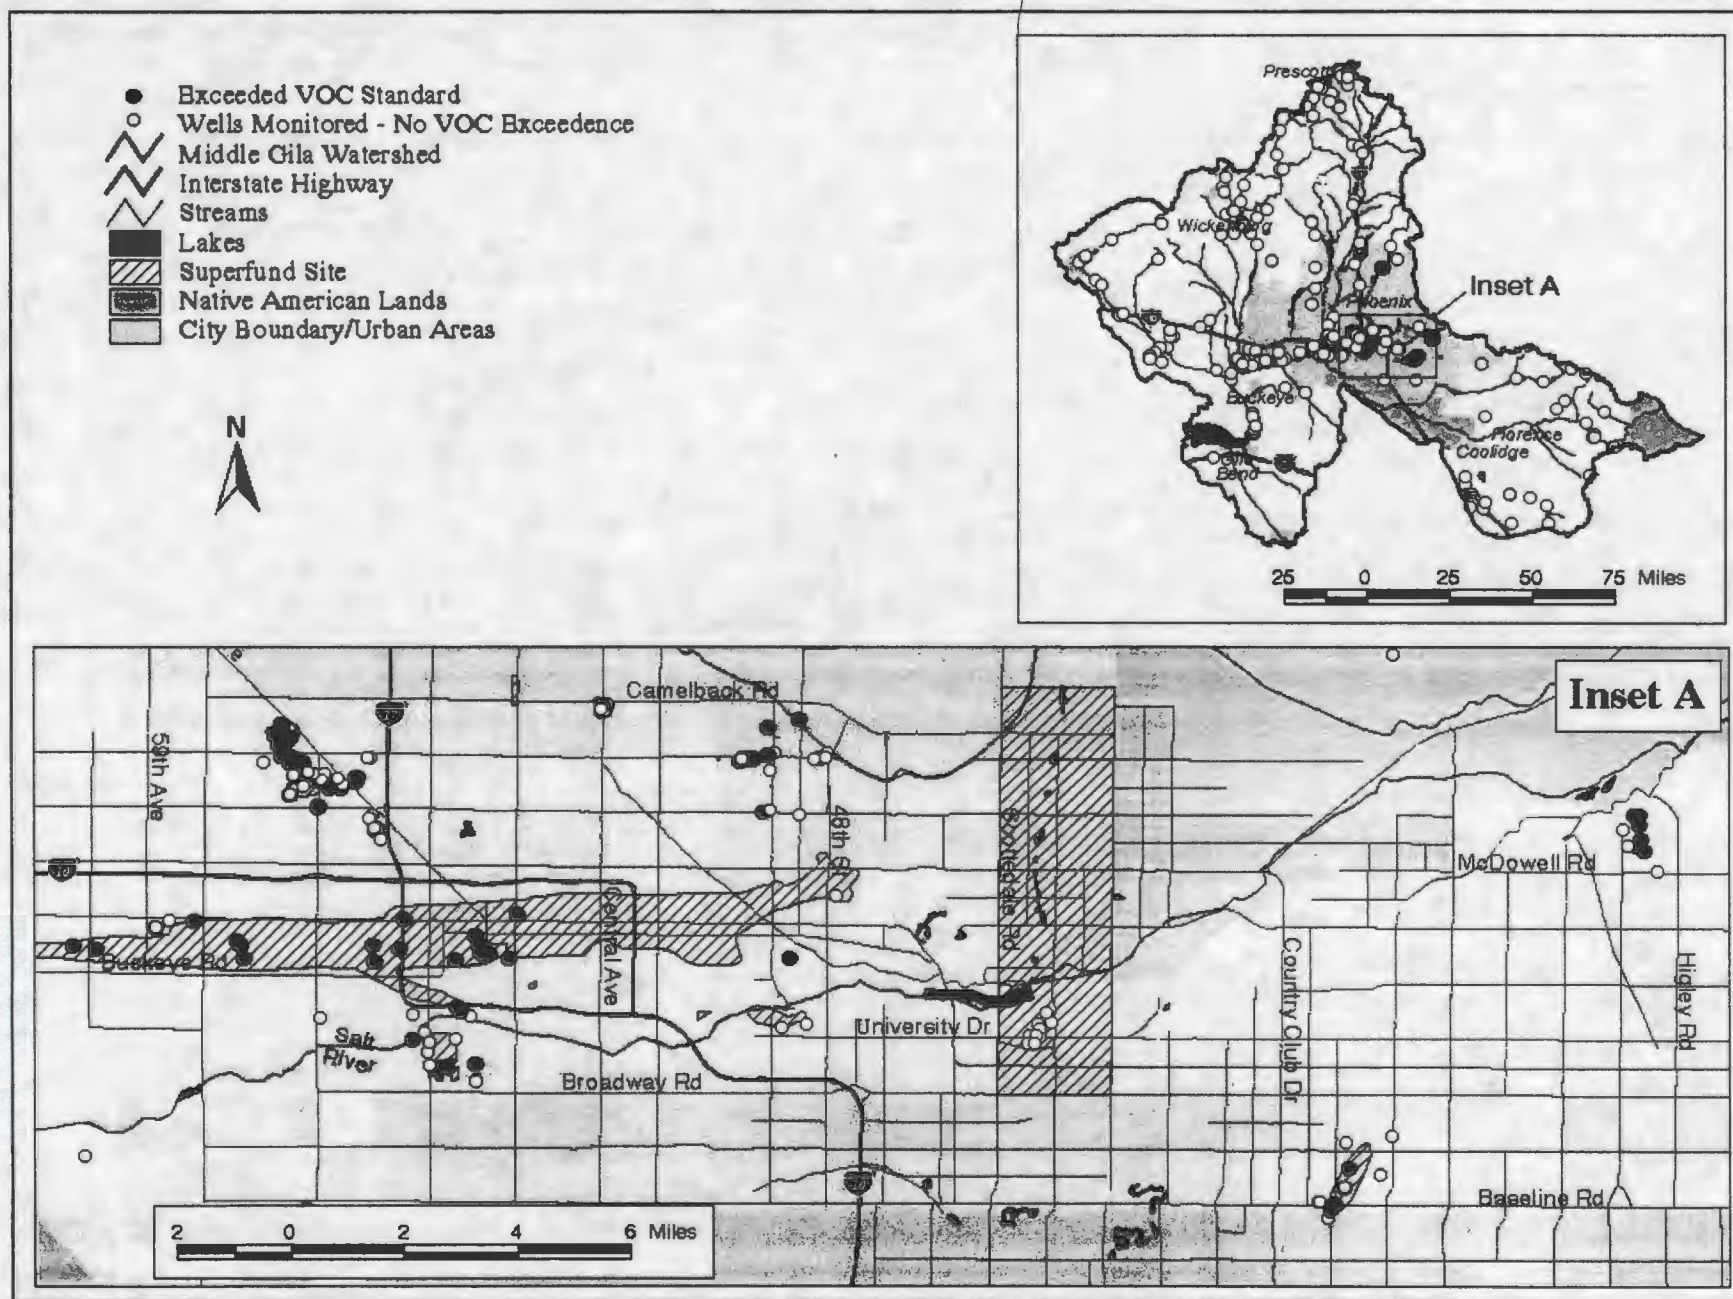 Exceeded VOC Standard
Wells Monitored - No VOC Exceedence
Middle Gila Watershed
Interstate Highway
Streams
Lakes
Superfund Site
Native American Lands
City Boundary/Urban Areas
N
Prescott
Wickenburg
Phoenix
Inset A
Buckeye
Florence
Coolidge
Gila
Bend
25 0 25 50 75 Miles
Inset A
Camelback Rd
59th Ave
48th St
McDowell Rd
Scottsdale Rd
Central Ave
Buckeye Rd
Country Club Dr
Higley Rd
University Dr
Salt
River
Broadway Rd
Baseline Rd
2 0 2 4 6 Miles